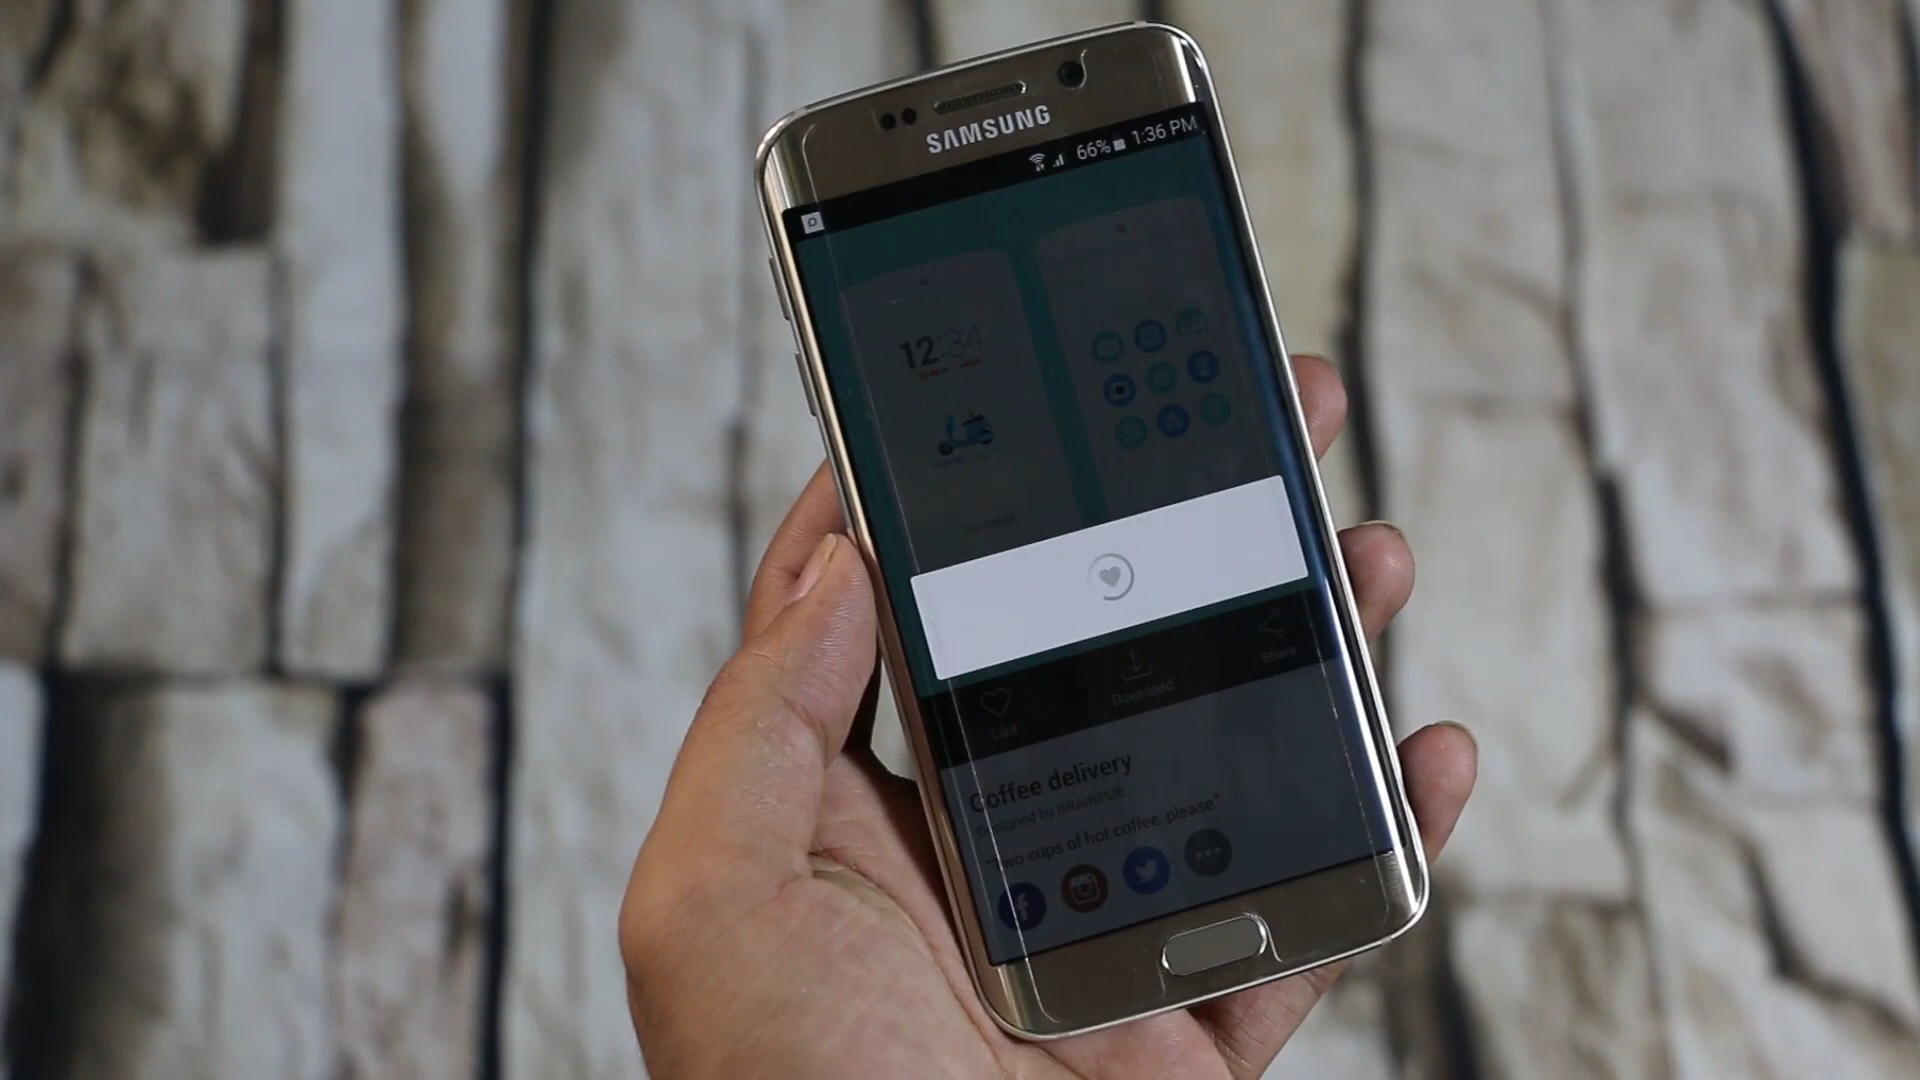 SAMSUNG
66% 1:36 PM
12:34
Like
Download
Share
Coffee delivery
Designed by BRAINPUB
"Two cups of hot coffee, please"